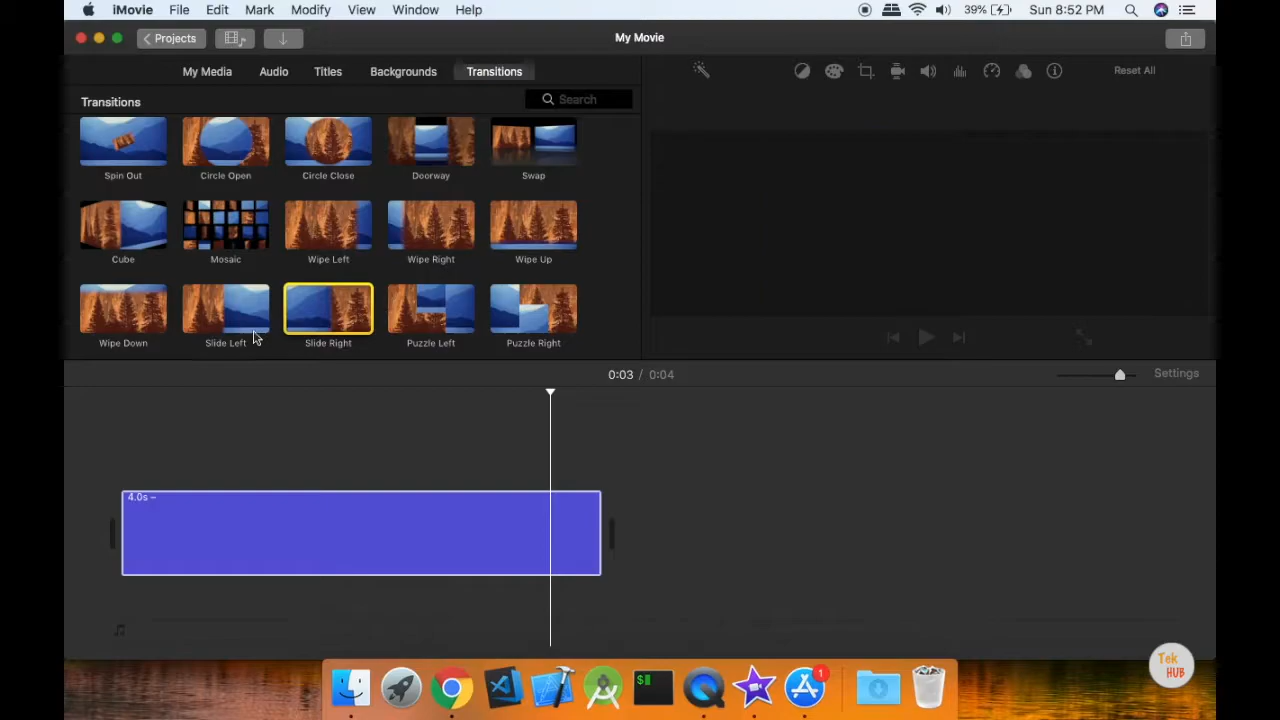 iMovie File Edit Mark Modify View Window Help 39% Sun 8:52 PM
Projects My Movie
My Media Audio Titles Backgrounds Transitions Reset All
Transitions Search
Spin Out Circle Open Circle Close Doorway Swap
Cube Mosaic Wipe Left Wipe Right Wipe Up
Wipe Down Slide Left Slide Right Puzzle Left Puzzle Right
0:03 / 0:04 Settings
4.0s –
Tek
HUB
$
1